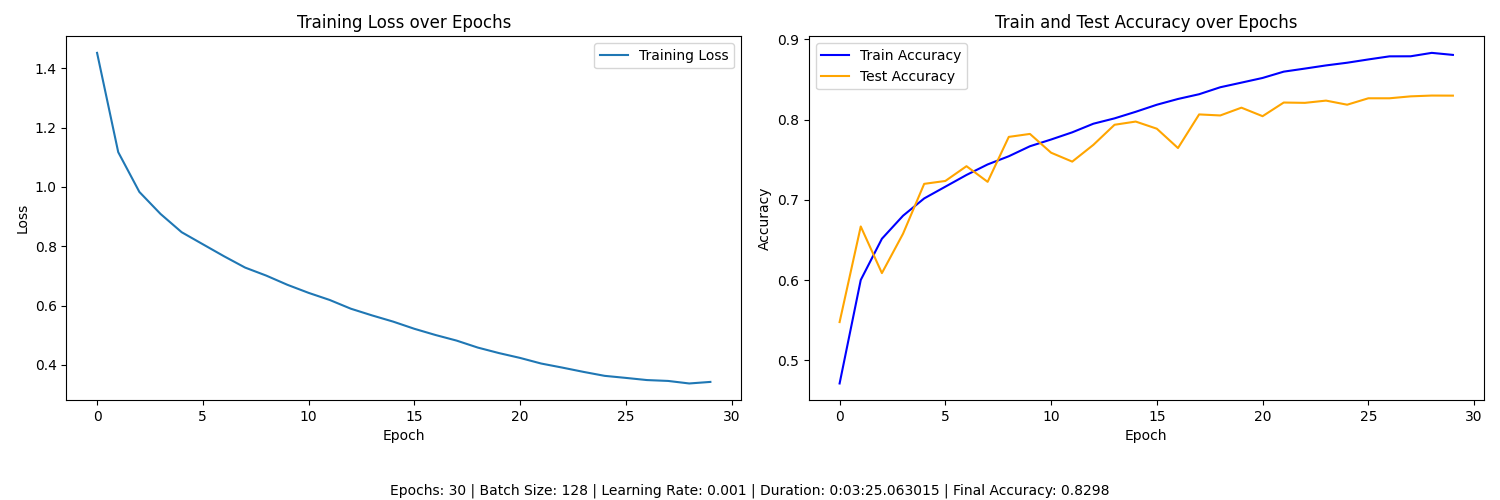 Training Loss over Epochs
Training Loss
1.4
1.2
1.0
0.8
0.6
0.4
Loss
0 5 10 15 20 25 30
Epoch
Train and Test Accuracy over Epochs
Train Accuracy
Test Accuracy
0.9
0.8
0.7
0.6
0.5
Accuracy
0 5 10 15 20 25 30
Epoch
Epochs: 30 | Batch Size: 128 | Learning Rate: 0.001 | Duration: 0:03:25.063015 | Final Accuracy: 0.8298